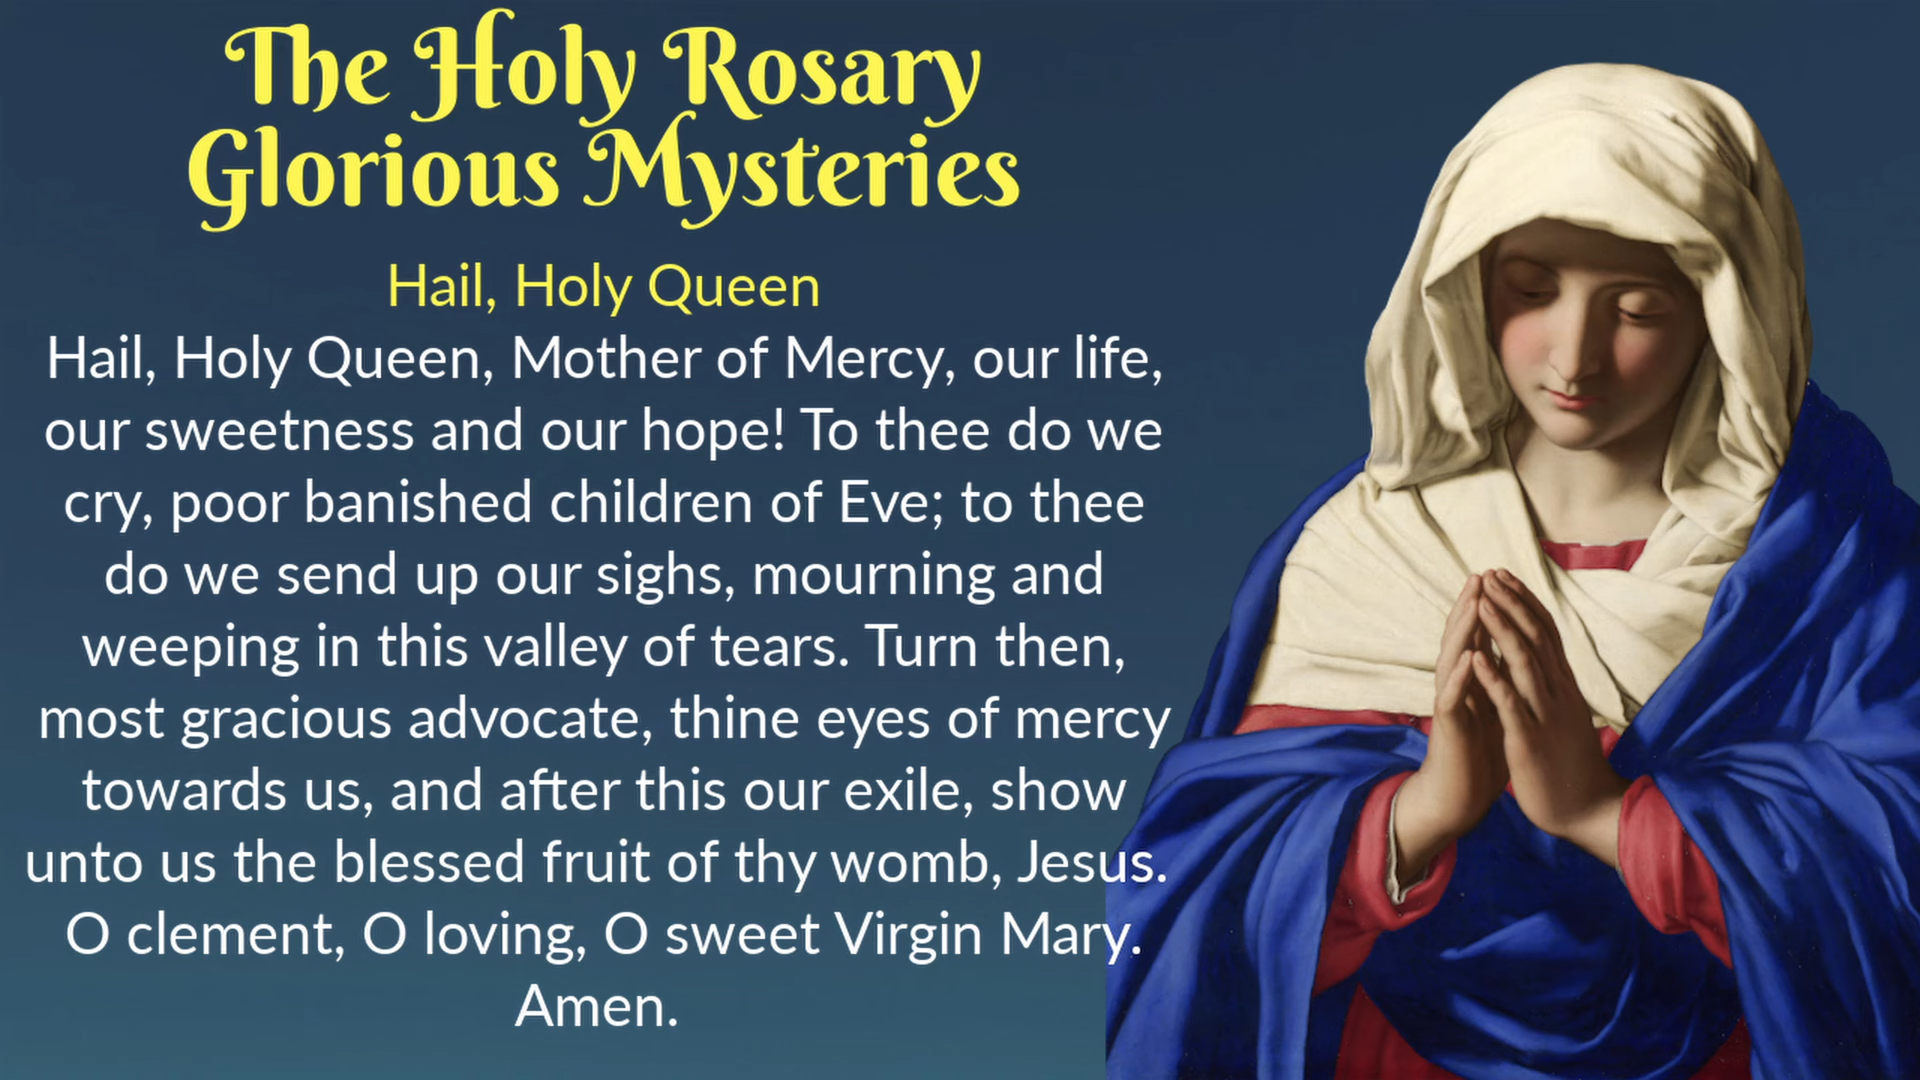 The Holy Rosary
Glorious Mysteries
Hail, Holy Queen
Hail, Holy Queen, Mother of Mercy, our life,
our sweetness and our hope! To thee do we
cry, poor banished children of Eve; to thee
do we send up our sighs, mourning and
weeping in this valley of tears. Turn then,
most gracious advocate, thine eyes of mercy
towards us, and after this our exile, show
unto us the blessed fruit of thy womb, Jesus.
O clement, O loving, O sweet Virgin Mary.
Amen.